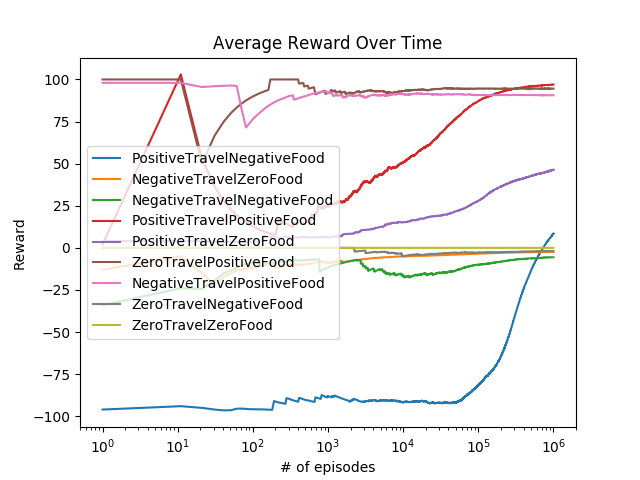 Average Reward Over Time
100
75
50
25
0
−25
−50
−75
−100
Reward
PositiveTravelNegativeFood
NegativeTravelZeroFood
NegativeTravelNegativeFood
PositiveTravelPositiveFood
PositiveTravelZeroFood
ZeroTravelPositiveFood
NegativeTravelPositiveFood
ZeroTravelNegativeFood
ZeroTravelZeroFood
10⁰ 10¹ 10² 10³ 10⁴ 10⁵ 10⁶
# of episodes